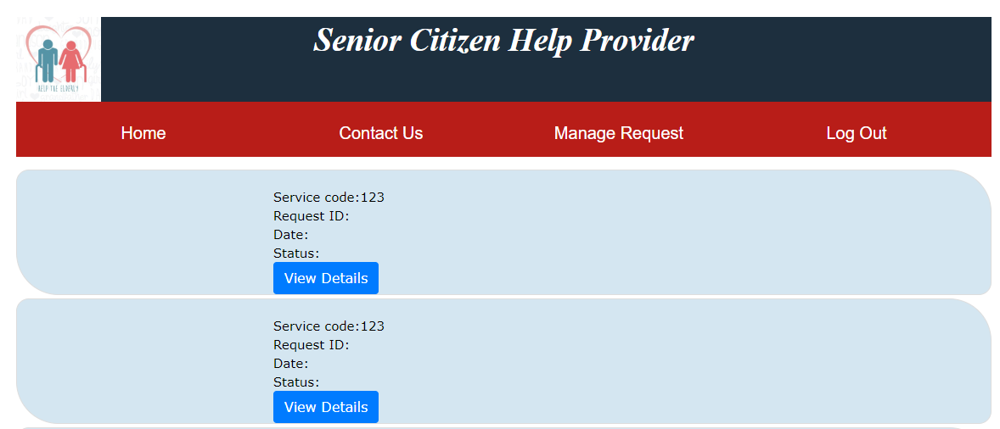 Senior Citizen Help Provider
HELP THE ELDERLY
Home Contact Us Manage Request Log Out
Service code:123
Request ID:
Date:
Status:
View Details
Service code:123
Request ID:
Date:
Status:
View Details